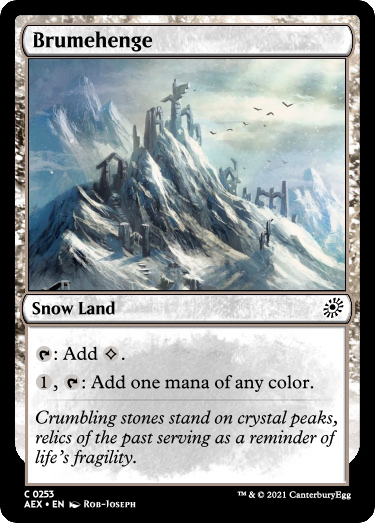 Brumehenge
Snow Land
: Add .
1, : Add one mana of any color.
Crumbling stones stand on crystal peaks,
relics of the past serving as a reminder of
life's fragility.
C 0253
AEX • EN Rob-Joseph
™ & © 2021 CanterburyEgg